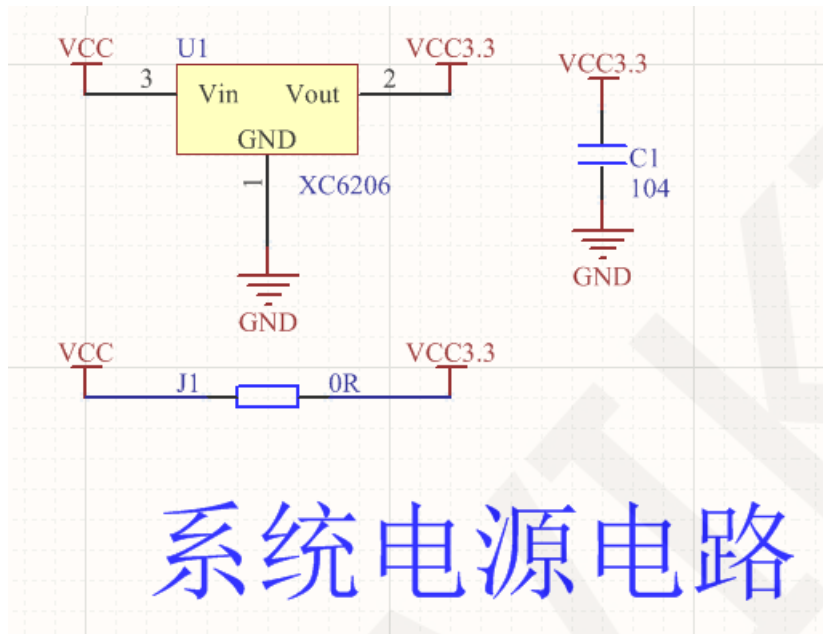 VCC
U1
VCC3.3
3
Vin
Vout
2
GND
1
XC6206
GND
VCC3.3
C1
104
GND
VCC
VCC3.3
J1
0R
系统电源电路